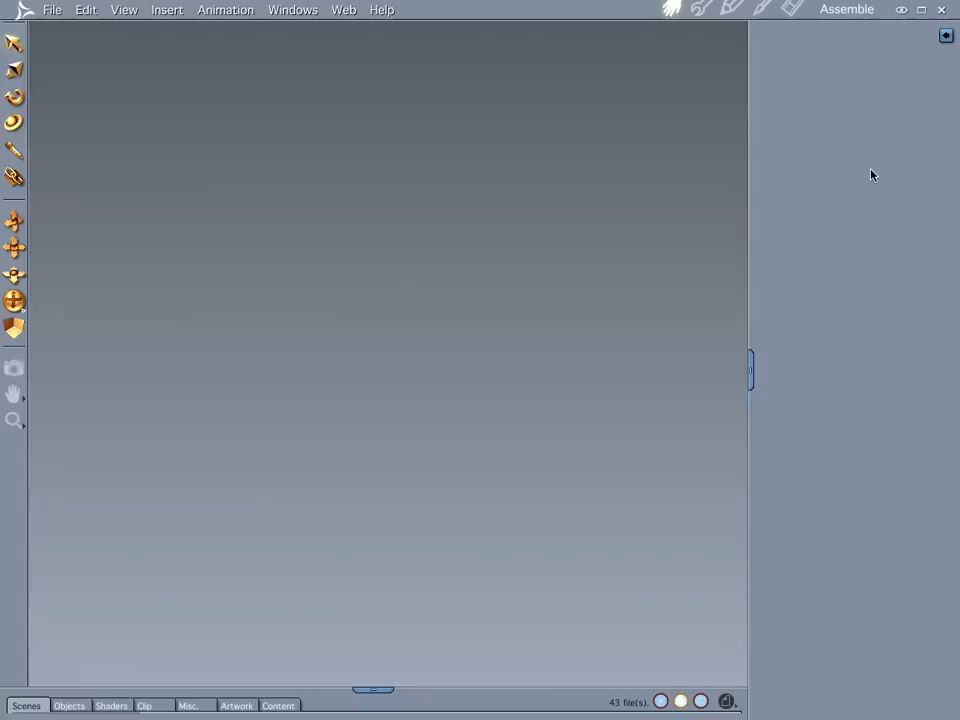 File Edit View Insert Animation Windows Web Help Assemble
Scenes Objects Shaders Clip Misc. Artwork Content 43 file(s).